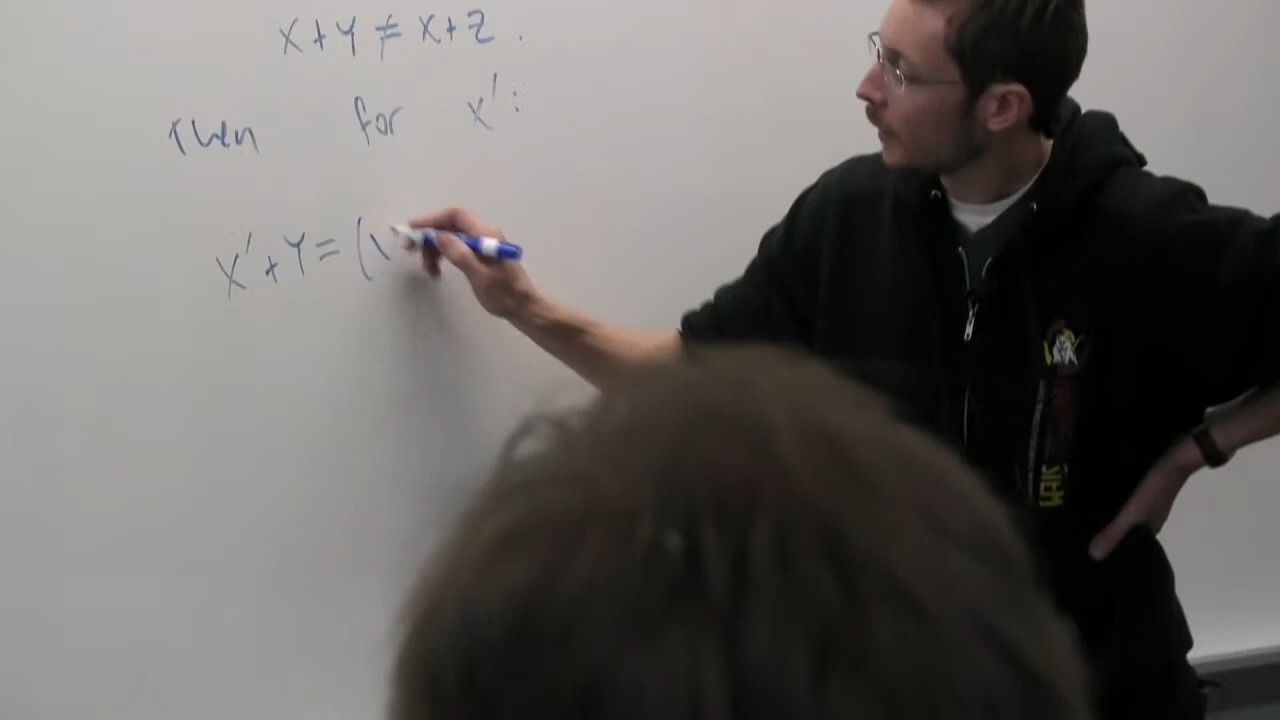 x + y ≠ x + z .
Then for x' :
x' + y = (